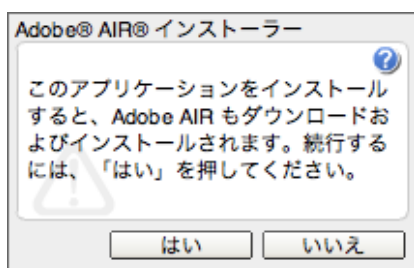 Adobe® AIR® インストーラー
このアプリケーションをインストール
すると、Adobe AIR もダウンロードお
よびインストールされます。続行する
には、「はい」を押してください。
はい
いいえ